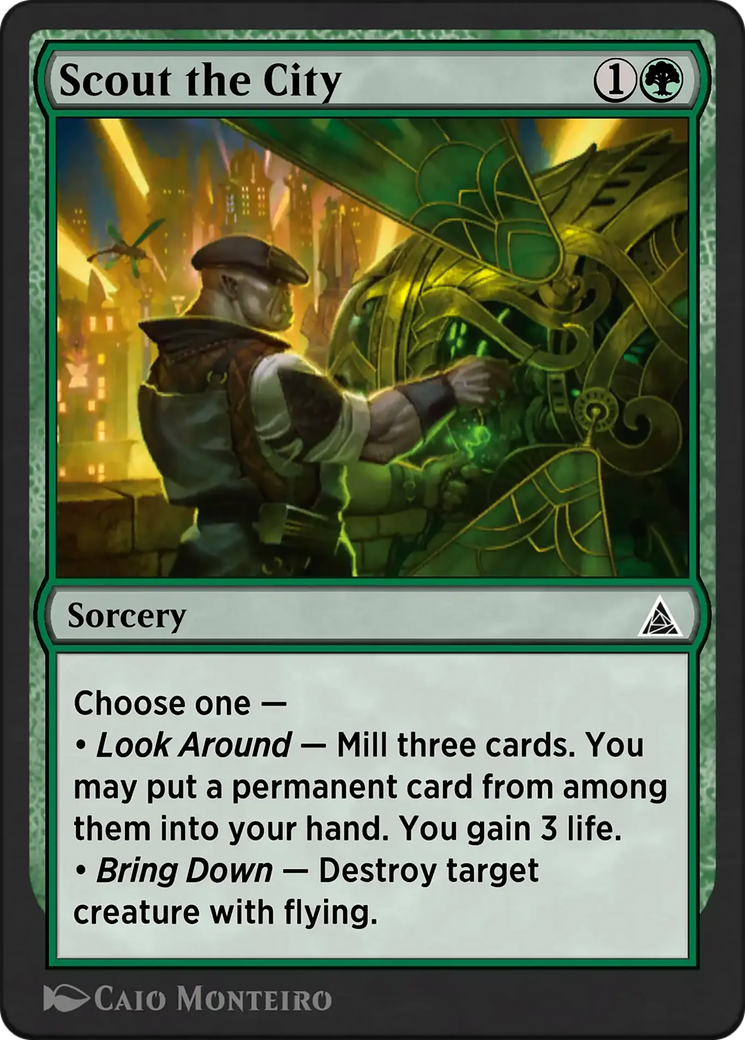 Scout the City 1
Sorcery
Choose one —
• Look Around — Mill three cards. You
may put a permanent card from among
them into your hand. You gain 3 life.
• Bring Down — Destroy target
creature with flying.
Caio Monteiro